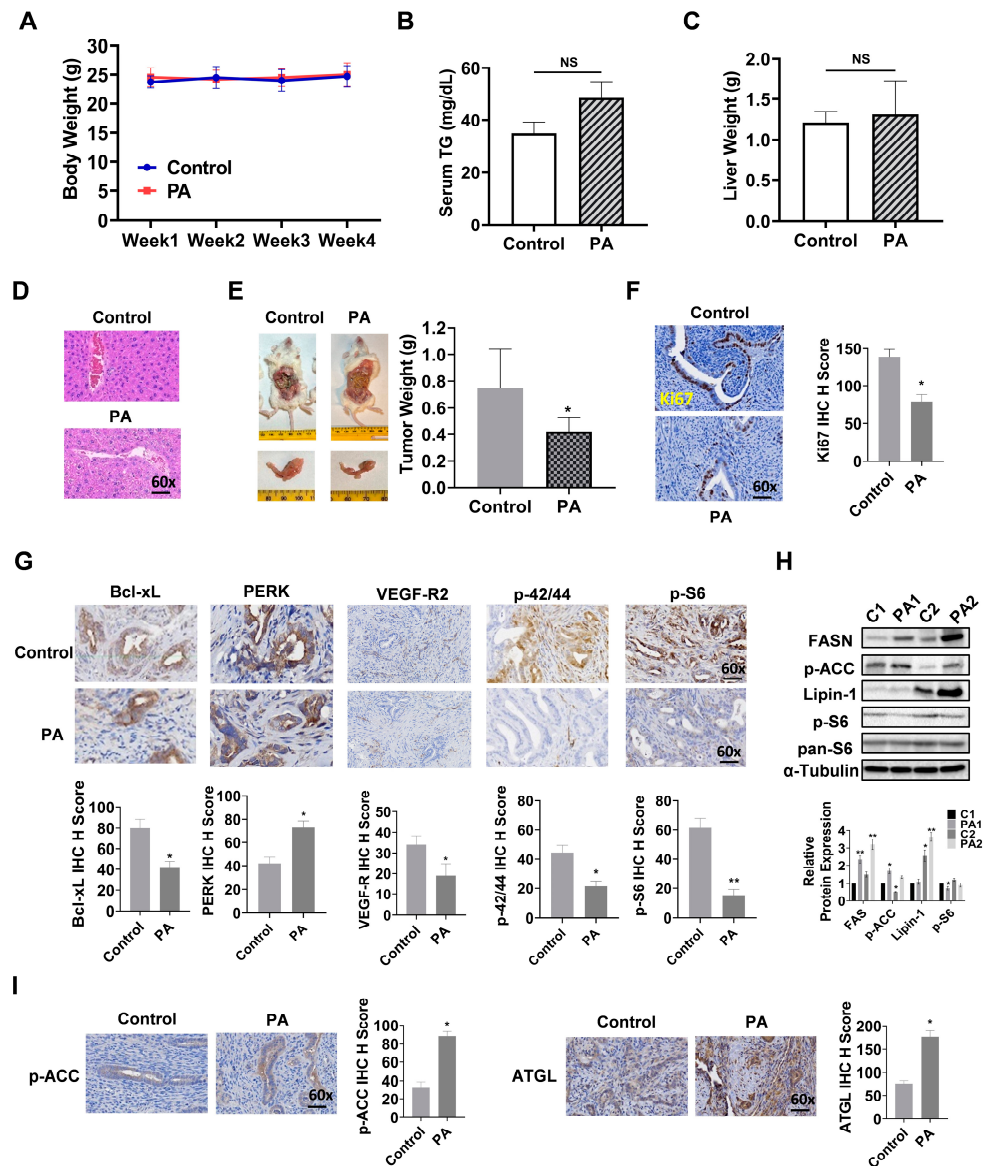 A
Body Weight (g)
30
25
20
15
10
5
0
Control
PA
Week1 Week2 Week3 Week4
B
Serum TG (mg/dL)
60
40
20
0
NS
Control PA
C
Liver Weight (g)
2.0
1.5
1.0
0.5
0.0
NS
Control PA
D
Control
PA
60x
E
Control PA
Tumor Weight (g)
1.2
1.0
0.8
0.6
0.4
0.2
0.0
*
Control PA
F
Control
Ki67
60x
PA
Ki67 IHC H Score
150
100
50
0
*
Control PA
G
Bcl-xL PERK VEGF-R2 p-42/44 p-S6
Control
60x
PA
60x
Bcl-xL IHC H Score
100
80
60
40
20
0
*
Control PA
PERK IHC H Score
100
80
60
40
20
0
*
Control PA
VEGF-R IHC H Score
50
40
30
20
10
0
*
Control PA
p-42/44 IHC H Score
80
60
40
20
0
*
Control PA
p-S6 IHC H Score
80
60
40
20
0
**
Control PA
H
C1 PA1 C2 PA2
FASN
p-ACC
Lipin-1
p-S6
pan-S6
α-Tubulin
Relative
Protein Expression
4
3
2
1
0
C1
PA1
C2
PA2
** ** * * * ** *
FAS p-ACC Lipin-1 p-S6
I
Control PA
p-ACC
60x
p-ACC IHC H Score
100
80
60
40
20
0
*
Control PA
Control PA
ATGL
60x
ATGL IHC H Score
200
150
100
50
0
*
Control PA